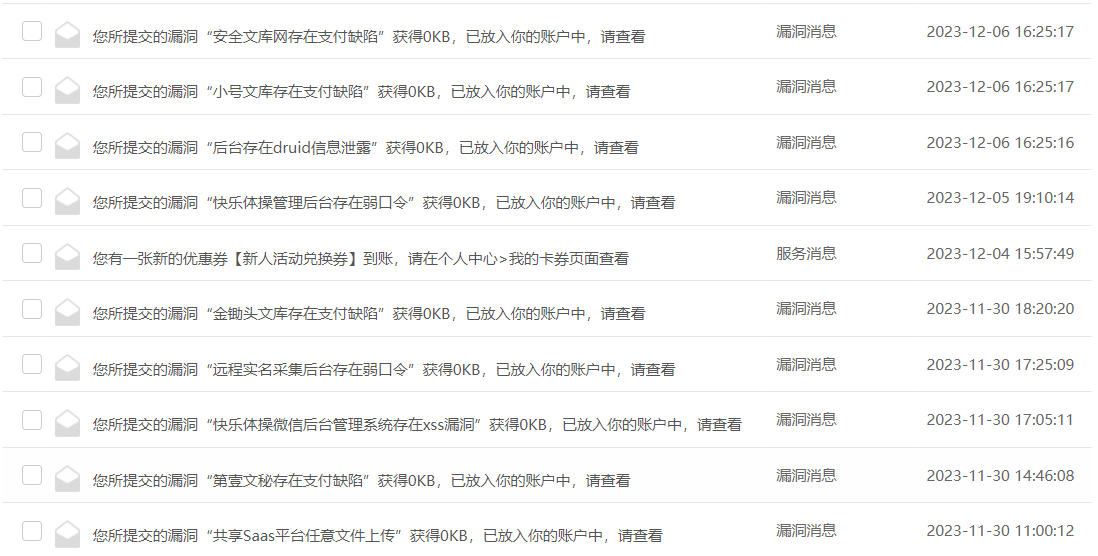 您所提交的漏洞“安全文库网存在支付缺陷”获得0KB，已放入你的账户中，请查看 漏洞消息 2023-12-06 16:25:17
您所提交的漏洞“小号文库存在支付缺陷”获得0KB，已放入你的账户中，请查看 漏洞消息 2023-12-06 16:25:17
您所提交的漏洞“后台存在druid信息泄露”获得0KB，已放入你的账户中，请查看 漏洞消息 2023-12-06 16:25:16
您所提交的漏洞“快乐体操管理后台存在弱口令”获得0KB，已放入你的账户中，请查看 漏洞消息 2023-12-05 19:10:14
您有一张新的优惠券【新人活动兑换券】到账，请在个人中心>我的卡券页面查看 服务消息 2023-12-04 15:57:49
您所提交的漏洞“金锄头文库存在支付缺陷”获得0KB，已放入你的账户中，请查看 漏洞消息 2023-11-30 18:20:20
您所提交的漏洞“远程实名采集后台存在弱口令”获得0KB，已放入你的账户中，请查看 漏洞消息 2023-11-30 17:25:09
您所提交的漏洞“快乐体操微信后台管理系统存在xss漏洞”获得0KB，已放入你的账户中，请查看 漏洞消息 2023-11-30 17:05:11
您所提交的漏洞“第壹文秘存在支付缺陷”获得0KB，已放入你的账户中，请查看 漏洞消息 2023-11-30 14:46:08
您所提交的漏洞“共享Saas平台任意文件上传”获得0KB，已放入你的账户中，请查看 漏洞消息 2023-11-30 11:00:12